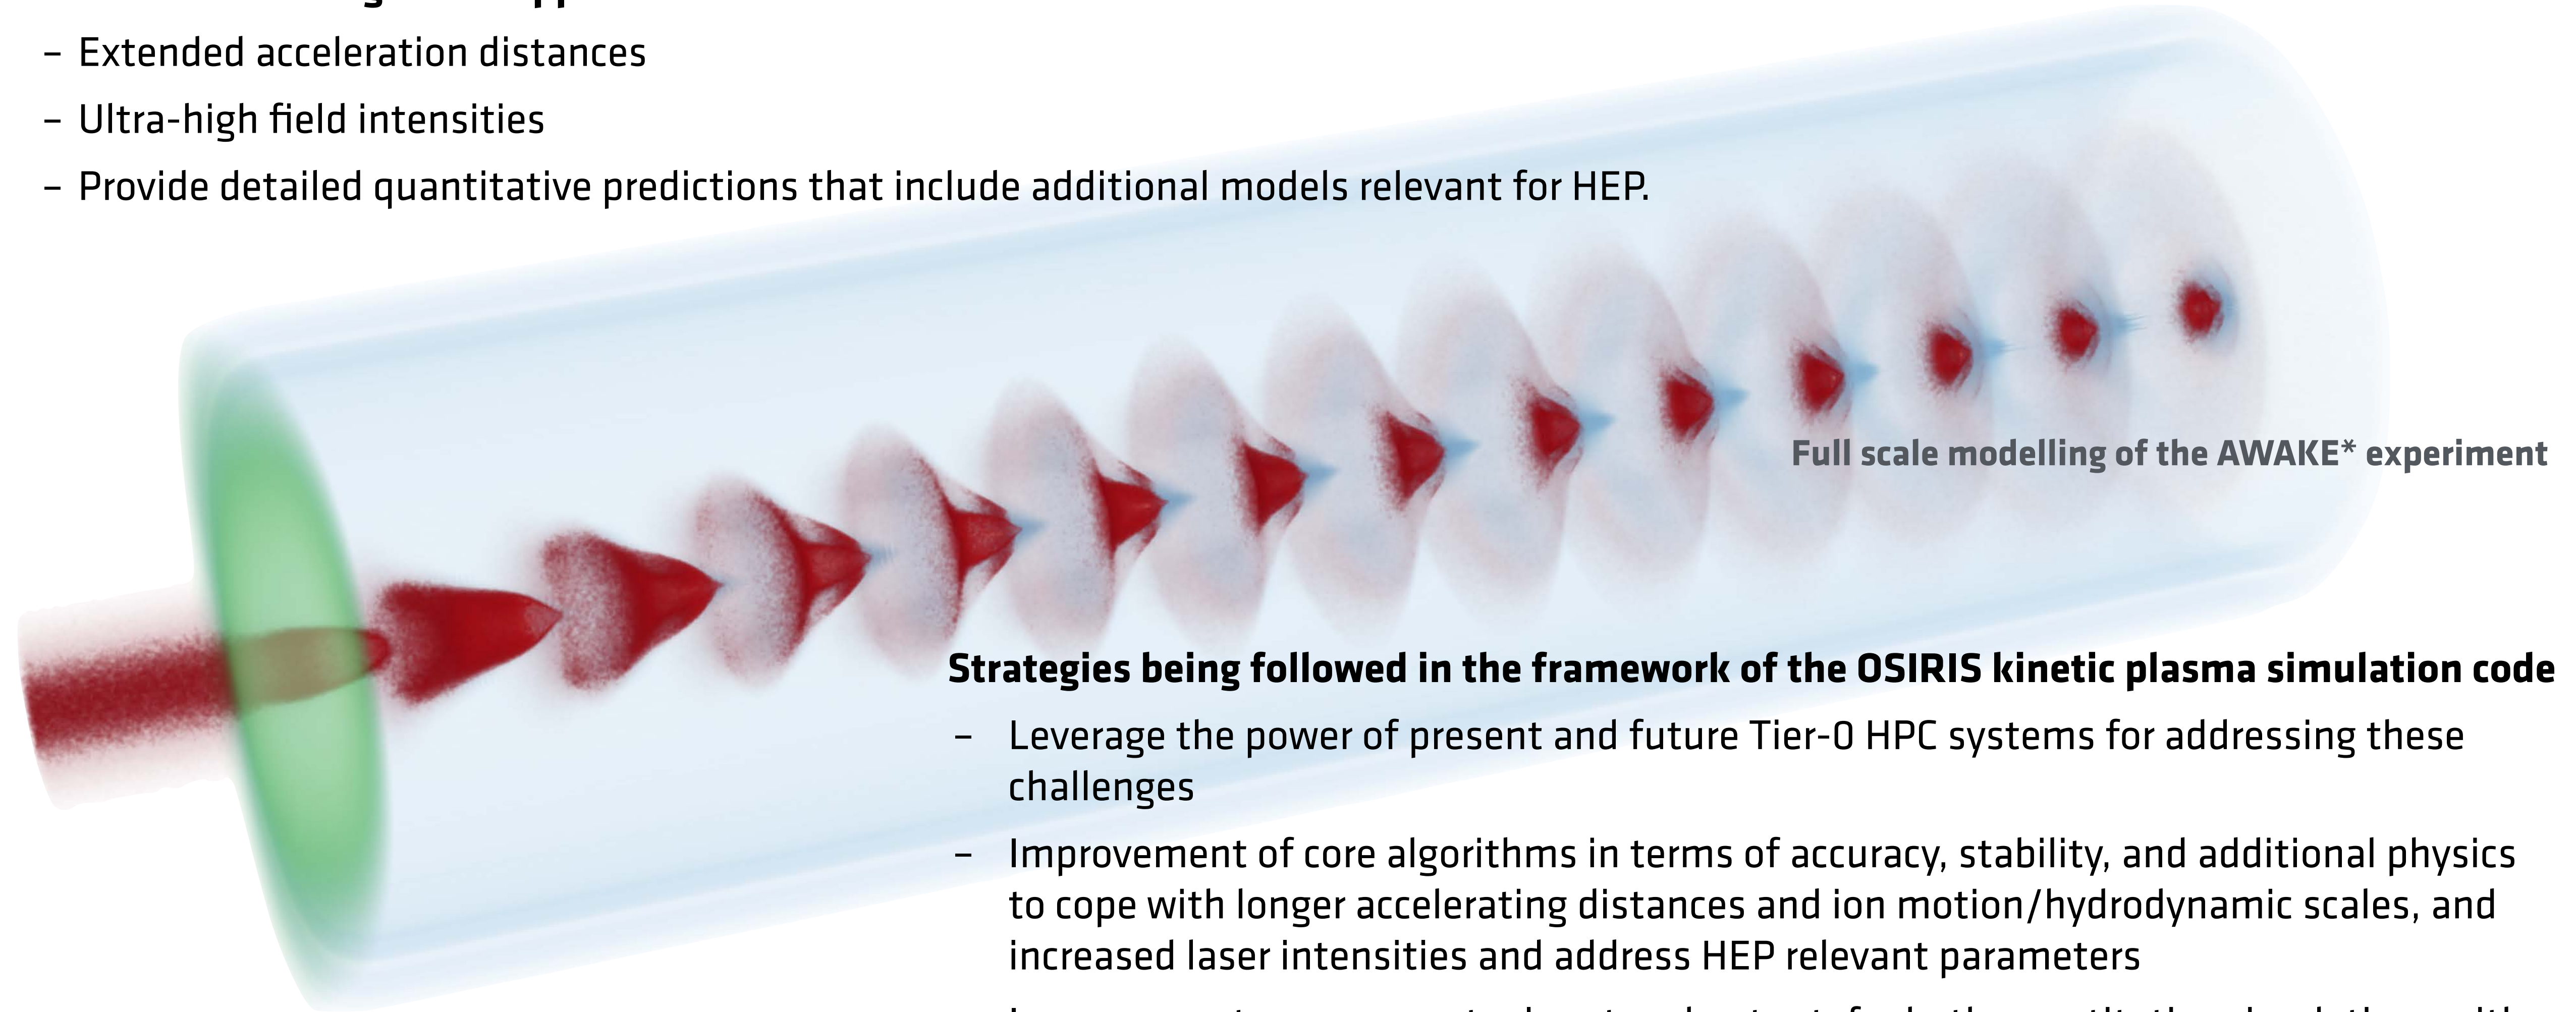 – Extended acceleration distances
– Ultra-high field intensities
– Provide detailed quantitative predictions that include additional models relevant for HEP.
Full scale modelling of the AWAKE* experiment
Strategies being followed in the framework of the OSIRIS kinetic plasma simulation code
– Leverage the power of present and future Tier-0 HPC systems for addressing these
challenges
– Improvement of core algorithms in terms of accuracy, stability, and additional physics
to cope with longer accelerating distances and ion motion/hydrodynamic scales, and
increased laser intensities and address HEP relevant parameters